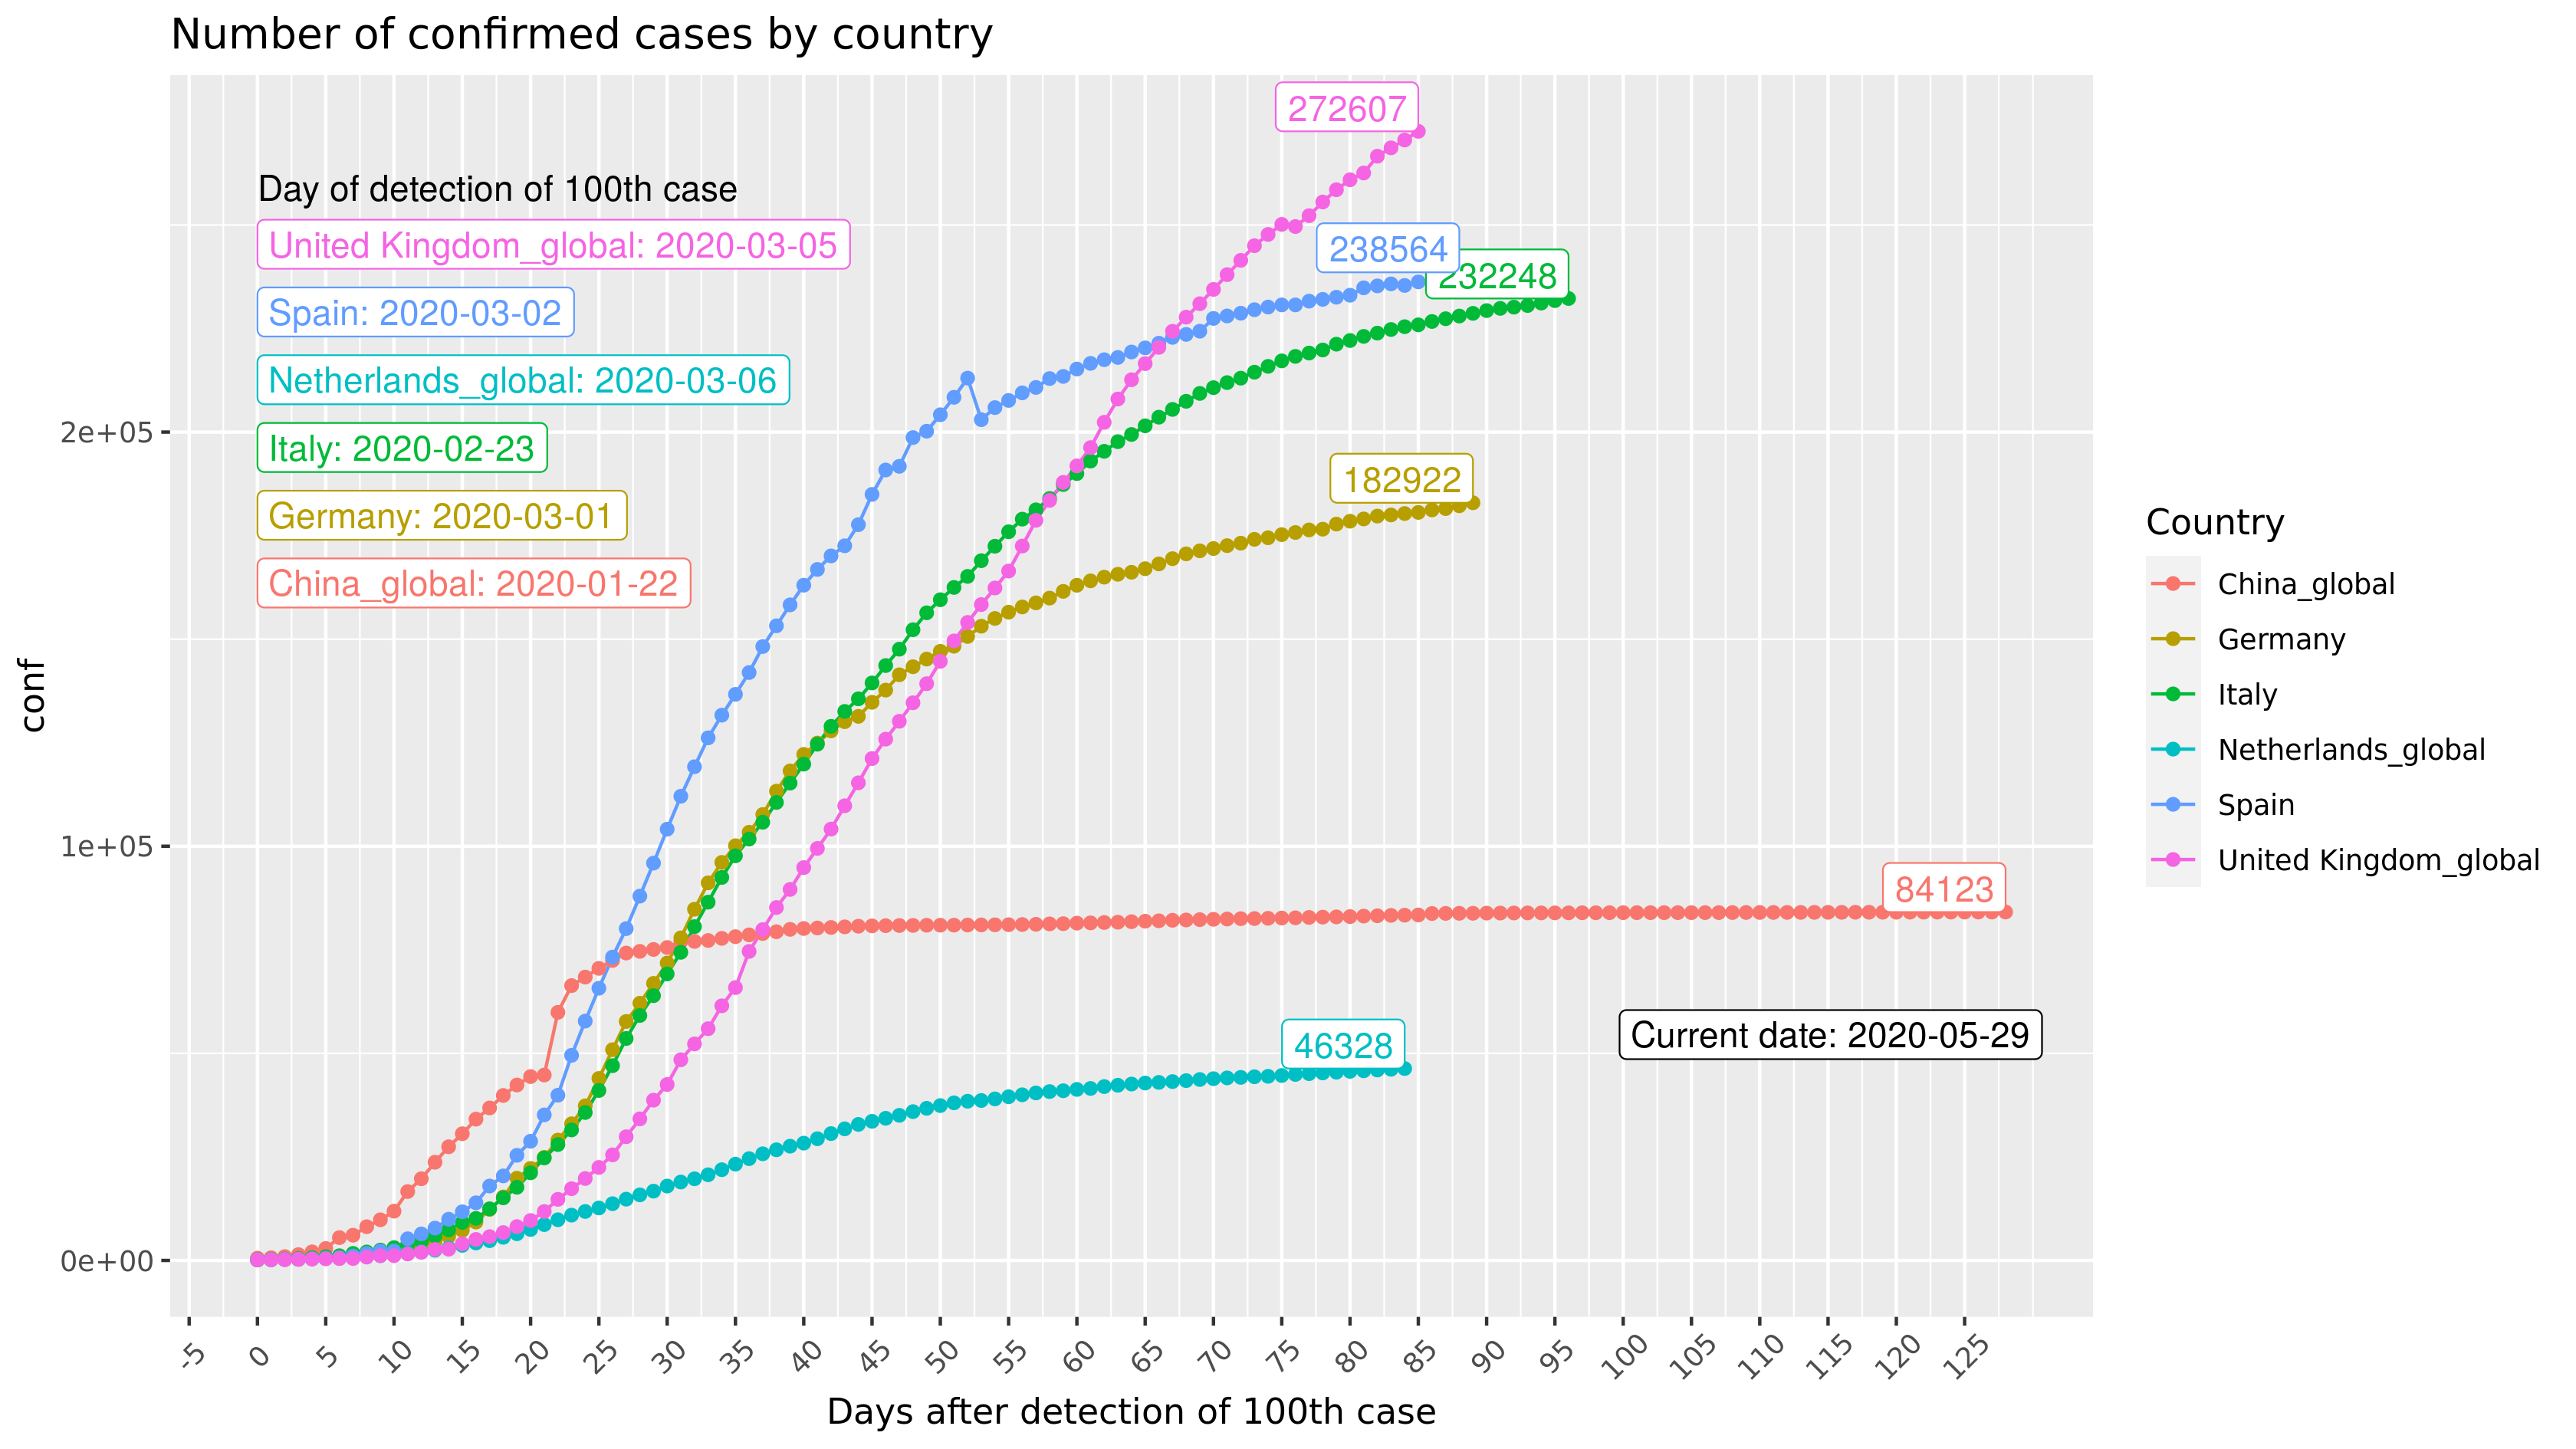 Number of confirmed cases by country
272607
Day of detection of 100th case
United Kingdom_global: 2020-03-05
238564
232248
Spain: 2020-03-02
Netherlands_global: 2020-03-06
2e+05
Italy: 2020-02-23
182922
Germany: 2020-03-01
China_global: 2020-01-22
conf
1e+05
84123
46328
Current date: 2020-05-29
0e+00
-5 0 5 10 15 20 25 30 35 40 45 50 55 60 65 70 75 80 85 90 95 100 105 110 115 120 125
Days after detection of 100th case
Country
China_global
Germany
Italy
Netherlands_global
Spain
United Kingdom_global